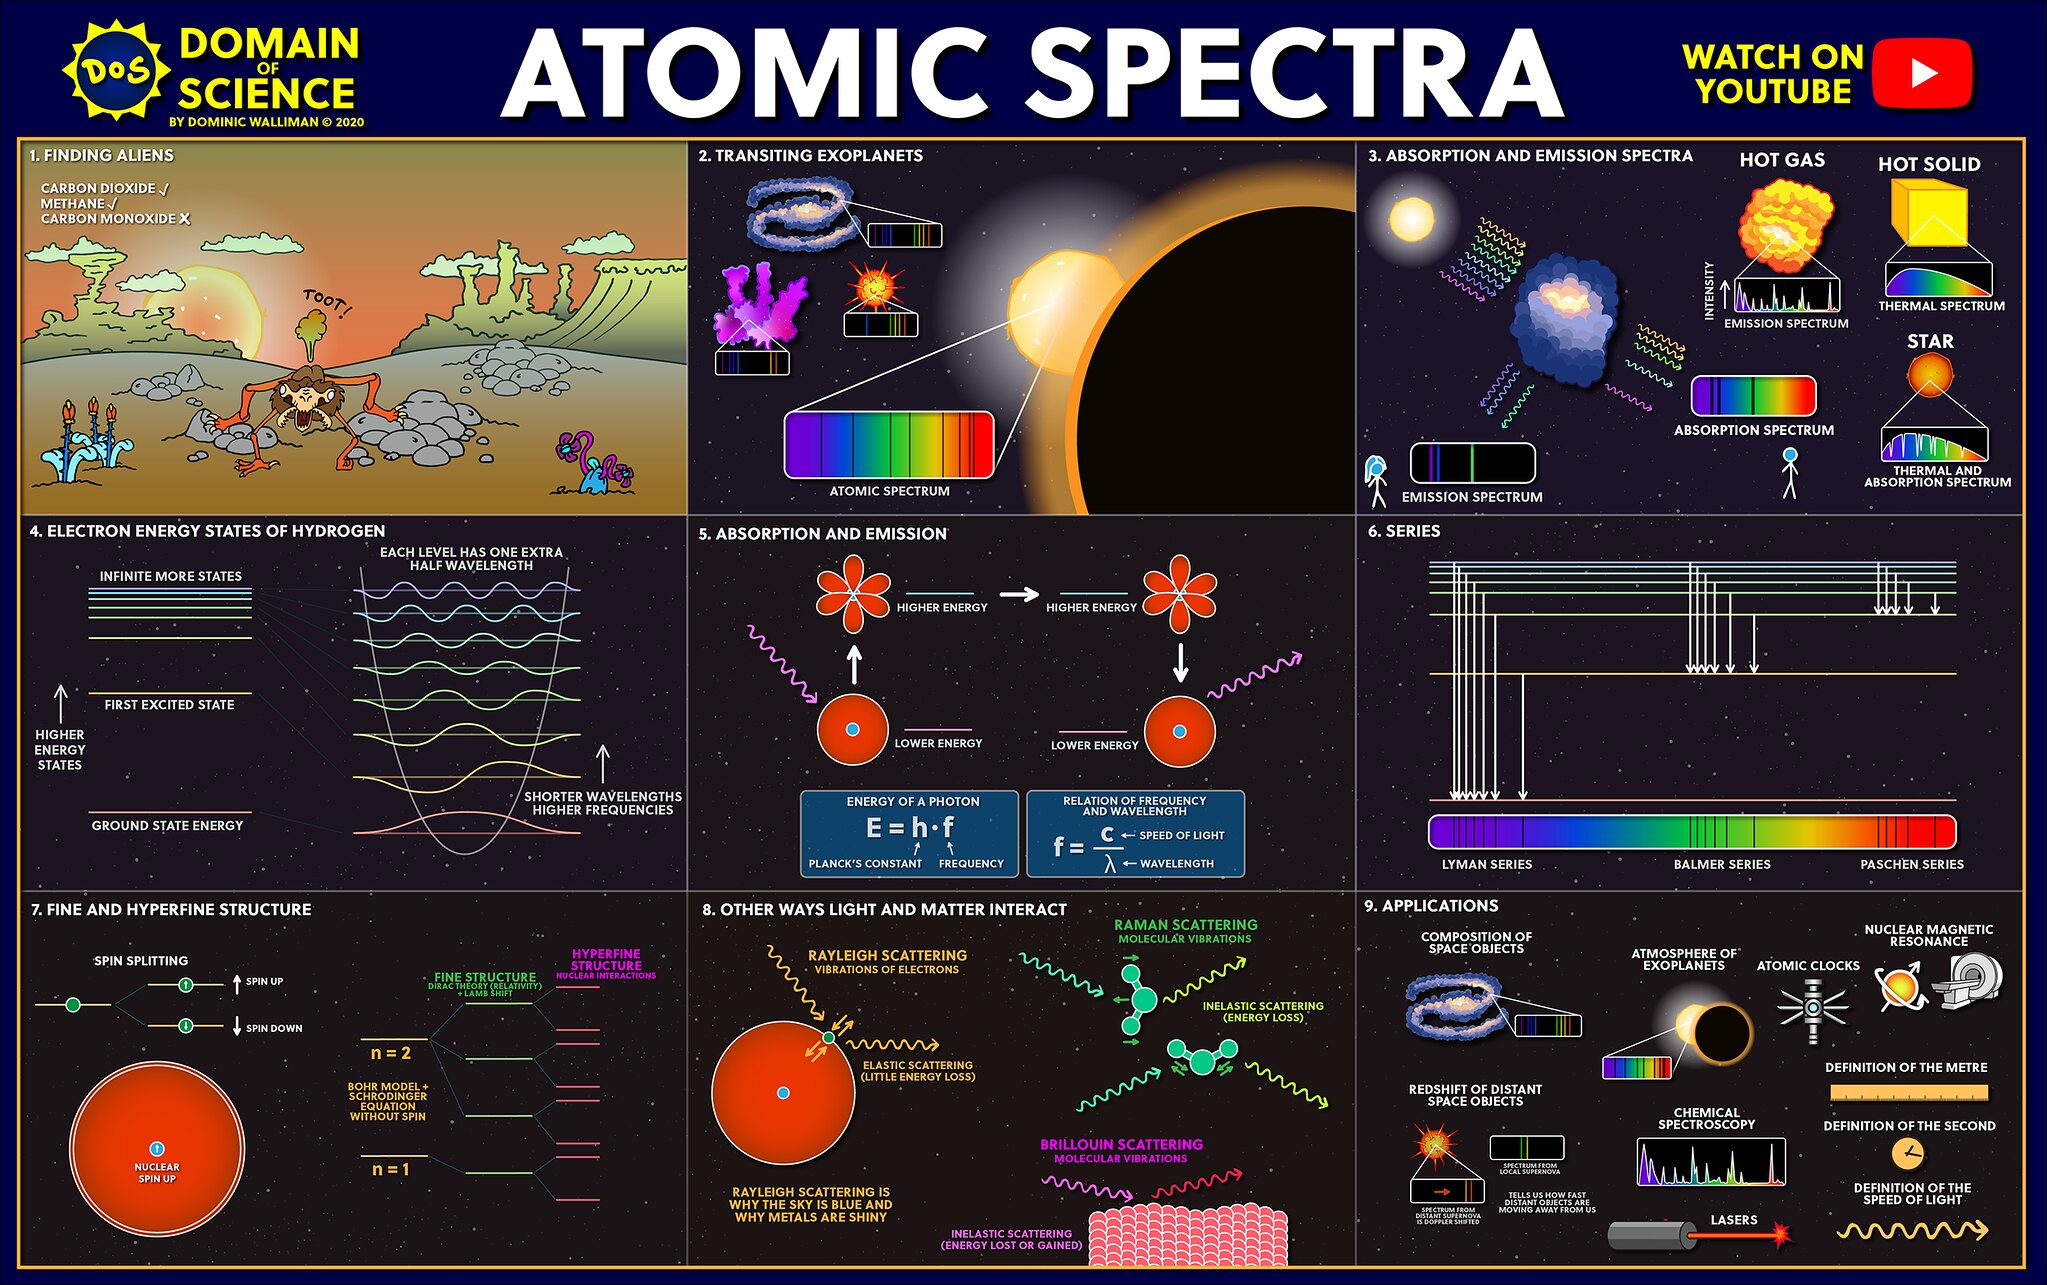 DoS
DOMAIN
OF
SCIENCE
BY DOMINIC WALLIMAN © 2020
ATOMIC SPECTRA
WATCH ON
YOUTUBE
1. FINDING ALIENS
CARBON DIOXIDE √
METHANE √
CARBON MONOXIDE X
TOOT!
2. TRANSITING EXOPLANETS
ATOMIC SPECTRUM
3. ABSORPTION AND EMISSION SPECTRA
HOT GAS
INTENSITY
EMISSION SPECTRUM
HOT SOLID
THERMAL SPECTRUM
STAR
THERMAL AND
ABSORPTION SPECTRUM
ABSORPTION SPECTRUM
EMISSION SPECTRUM
4. ELECTRON ENERGY STATES OF HYDROGEN
INFINITE MORE STATES
FIRST EXCITED STATE
HIGHER
ENERGY
STATES
GROUND STATE ENERGY
EACH LEVEL HAS ONE EXTRA
HALF WAVELENGTH
SHORTER WAVELENGTHS
HIGHER FREQUENCIES
5. ABSORPTION AND EMISSION
HIGHER ENERGY
HIGHER ENERGY
LOWER ENERGY
LOWER ENERGY
ENERGY OF A PHOTON
E = h·f
PLANCK'S CONSTANT
FREQUENCY
RELATION OF FREQUENCY
AND WAVELENGTH
f = c / λ
SPEED OF LIGHT
WAVELENGTH
6. SERIES
LYMAN SERIES
BALMER SERIES
PASCHEN SERIES
7. FINE AND HYPERFINE STRUCTURE
SPIN SPLITTING
SPIN UP
SPIN DOWN
NUCLEAR
SPIN UP
n = 2
BOHR MODEL +
SCHRODINGER
EQUATION
WITHOUT SPIN
n = 1
FINE STRUCTURE
DIRAC THEORY (RELATIVITY)
+ LAMB SHIFT
HYPERFINE
STRUCTURE
NUCLEAR INTERACTIONS
8. OTHER WAYS LIGHT AND MATTER INTERACT
RAYLEIGH SCATTERING
VIBRATIONS OF ELECTRONS
ELASTIC SCATTERING
(LITTLE ENERGY LOSS)
RAYLEIGH SCATTERING IS
WHY THE SKY IS BLUE AND
WHY METALS ARE SHINY
RAMAN SCATTERING
MOLECULAR VIBRATIONS
INELASTIC SCATTERING
(ENERGY LOSS)
BRILLOUIN SCATTERING
MOLECULAR VIBRATIONS
INELASTIC SCATTERING
(ENERGY LOST OR GAINED)
9. APPLICATIONS
COMPOSITION OF
SPACE OBJECTS
ATMOSPHERE OF
EXOPLANETS
ATOMIC CLOCKS
NUCLEAR MAGNETIC
RESONANCE
REDSHIFT OF DISTANT
SPACE OBJECTS
SPECTRUM FROM
LOCAL SUPERNOVA
SPECTRUM FROM
DISTANT SUPERNOVA
IS DOPPLER SHIFTED
TELLS US HOW FAST
DISTANT OBJECTS ARE
MOVING AWAY FROM US
CHEMICAL
SPECTROSCOPY
LASERS
DEFINITION OF THE METRE
DEFINITION OF THE SECOND
DEFINITION OF THE
SPEED OF LIGHT